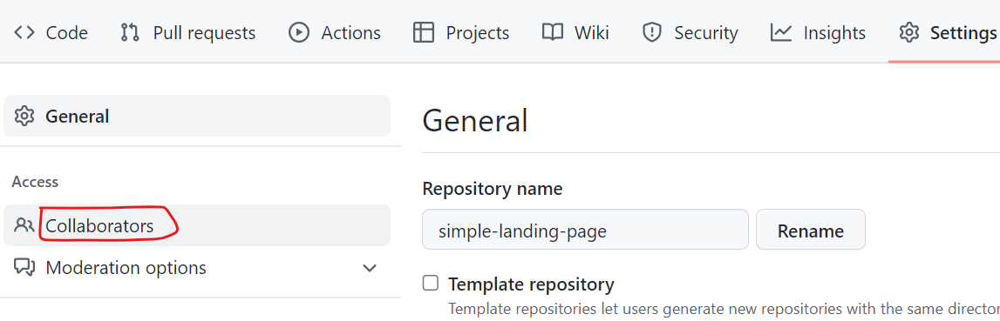 Code Pull requests Actions Projects Wiki Security Insights Settings
General
Access
Collaborators
Moderation options
General
Repository name
simple-landing-page Rename
Template repository
Template repositories let users generate new repositories with the same director